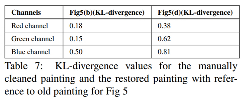 Channels Fig5(b)(KL-divergence) Fig5(d)(KL-divergence)
Red channel 0.18 0.38
Green channel 0.15 0.62
Blue channel 0.50 0.81
Table 7: KL-divergence values for the manually
cleaned painting and the restored painting with refer-
ence to old painting for Fig 5